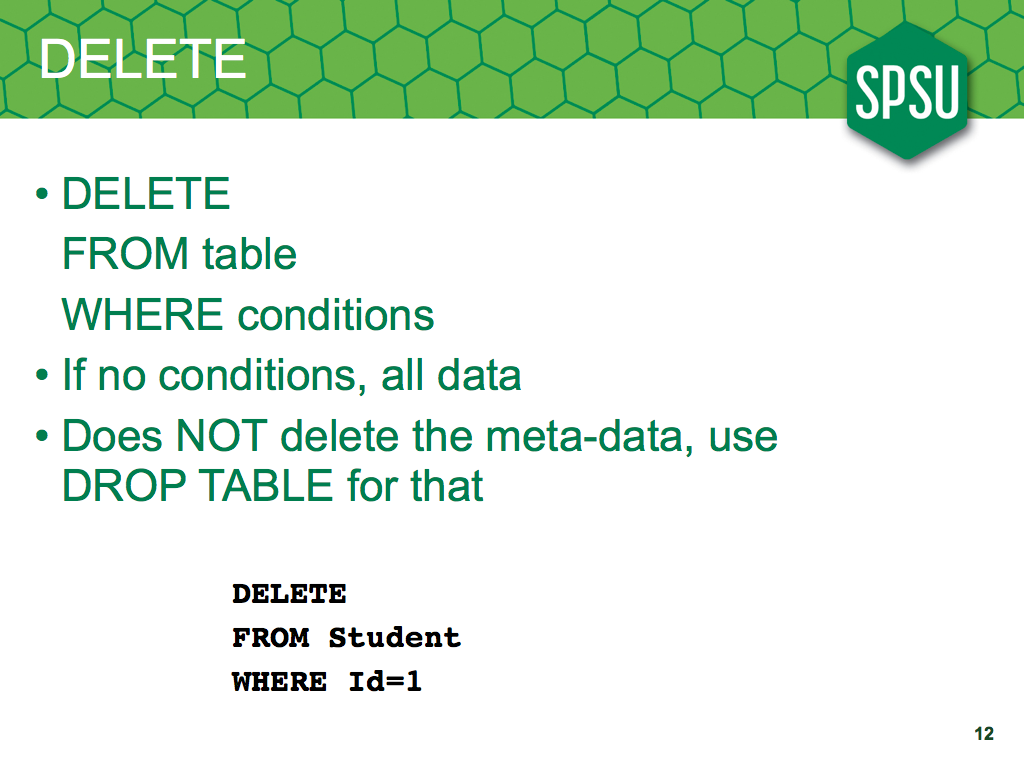 DELETE
SPSU
• DELETE
FROM table
WHERE conditions
• If no conditions, all data
• Does NOT delete the meta-data, use
DROP TABLE for that
DELETE
FROM Student
WHERE Id=1
12